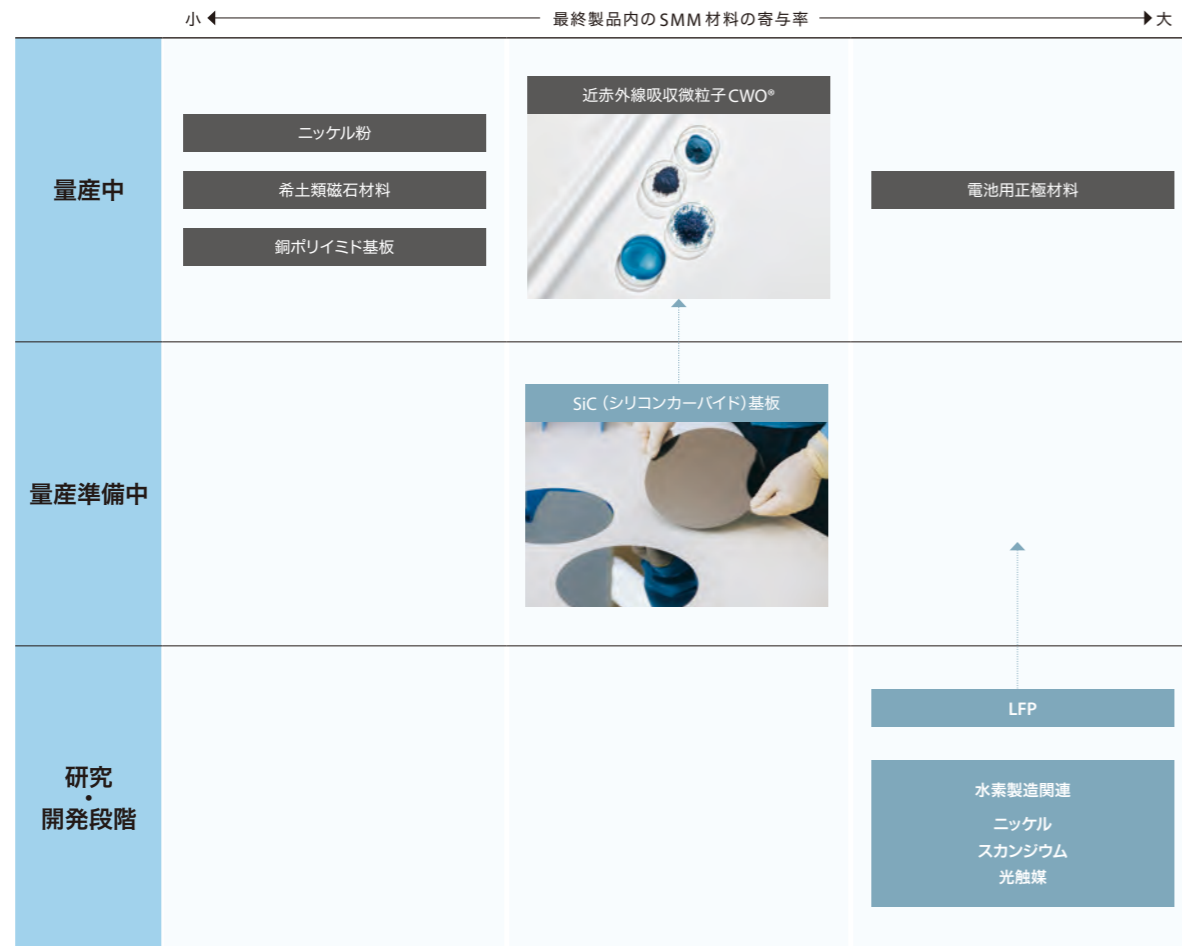 小 最終製品内のSMM材料の寄与率 大
量産中
ニッケル粉
希土類磁石材料
銅ポリイミド基板
近赤外線吸収微粒子CWO®
電池用正極材料
量産準備中
SiC（シリコンカーバイド）基板
研究
・
開発段階
LFP
水素製造関連
ニッケル
スカンジウム
光触媒